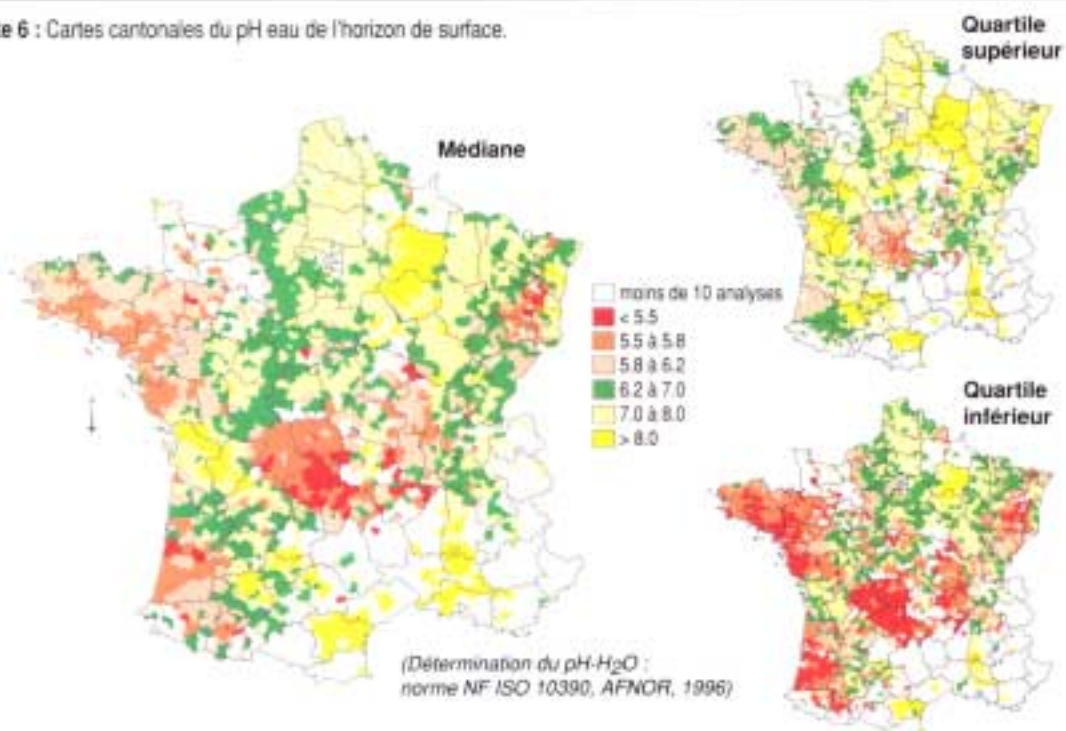 te 6 : Cartes cantonales du pH eau de l'horizon de surface.
Quartile
supérieur
Médiane
moins de 10 analyses
< 5.5
5.5 à 5.8
5.8 à 6.2
6.2 à 7.0
7.0 à 8.0
> 8.0
Quartile
inférieur
(Détermination du pH-H2O :
norme NF ISO 10390, AFNOR, 1996)